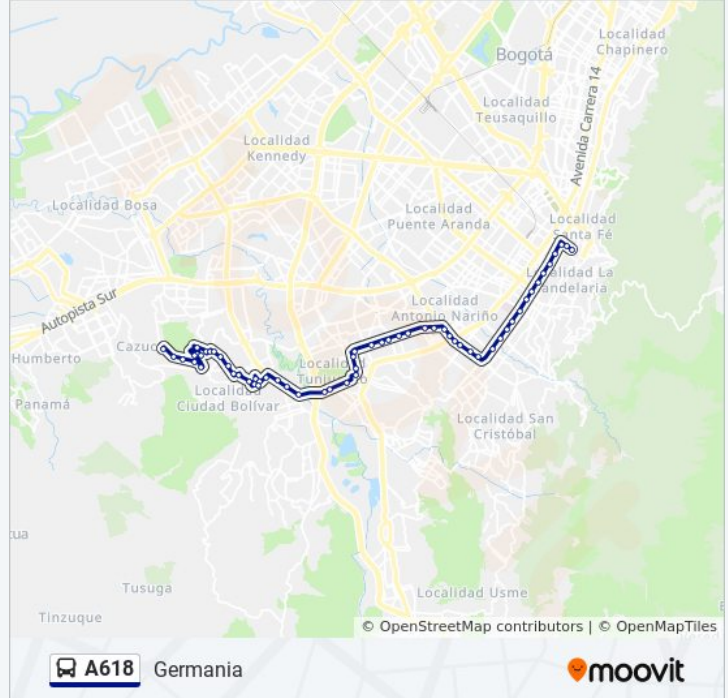 Localidad
Chapinero
Bogotá
Localidad
Teusaquillo
Avenida Carrera 14
Localidad
Kennedy
Localidad Bosa
Localidad
Puente Aranda
Localidad
Santa Fé
Localidad La
Candelaria
Autopista Sur
Localidad
Antonio Nariño
Humberto
Localidad
Localidad
Ciudad Bolívar
Panamá
Localidad San
Cristóbal
Tusuga
Localidad Usme
Tinzuque
© OpenStreetMap contributors | © OpenMapTiles
A618 Germania
moovit